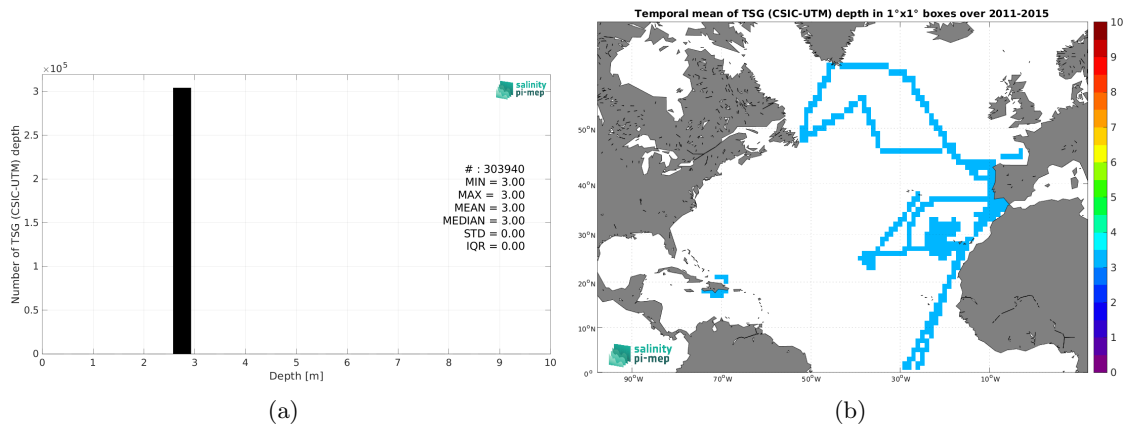 ×10⁵
3
2.5
2
1.5
1
0.5
0
0 1 2 3 4 5 6 7 8 9 10
Depth [m]
Number of TSG (CSIC-UTM) depth
salinity
pi-mep
# : 303940
MIN = 3.00
MAX = 3.00
MEAN = 3.00
MEDIAN = 3.00
STD = 0.00
IQR = 0.00
(a)
Temporal mean of TSG (CSIC-UTM) depth in 1°x1° boxes over 2011-2015
50°N
40°N
30°N
20°N
10°N
0°
90°W 70°W 50°W 30°W 10°W
salinity
pi-mep
10
9
8
7
6
5
4
3
2
1
0
(b)